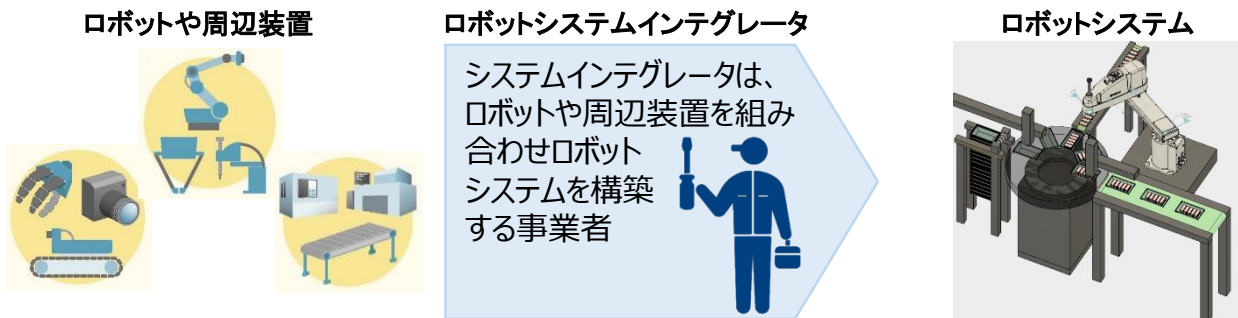 ロボットや周辺装置
ロボットシステムインテグレータ
ロボットシステム
システムインテグレータは、
ロボットや周辺装置を組み
合わせロボット
システムを構築
する事業者